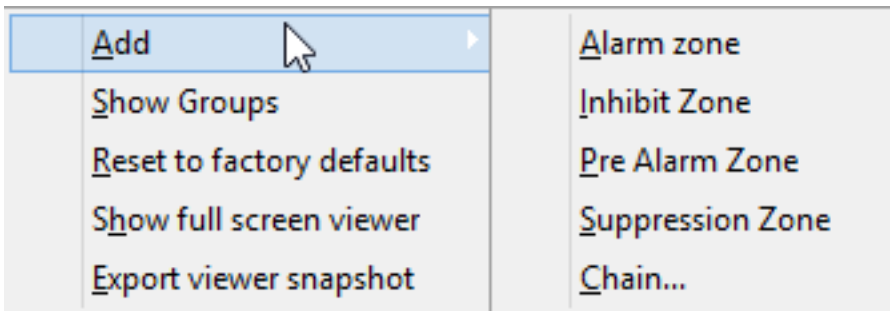 Add
Show Groups
Reset to factory defaults
Show full screen viewer
Export viewer snapshot
Alarm zone
Inhibit Zone
Pre Alarm Zone
Suppression Zone
Chain...